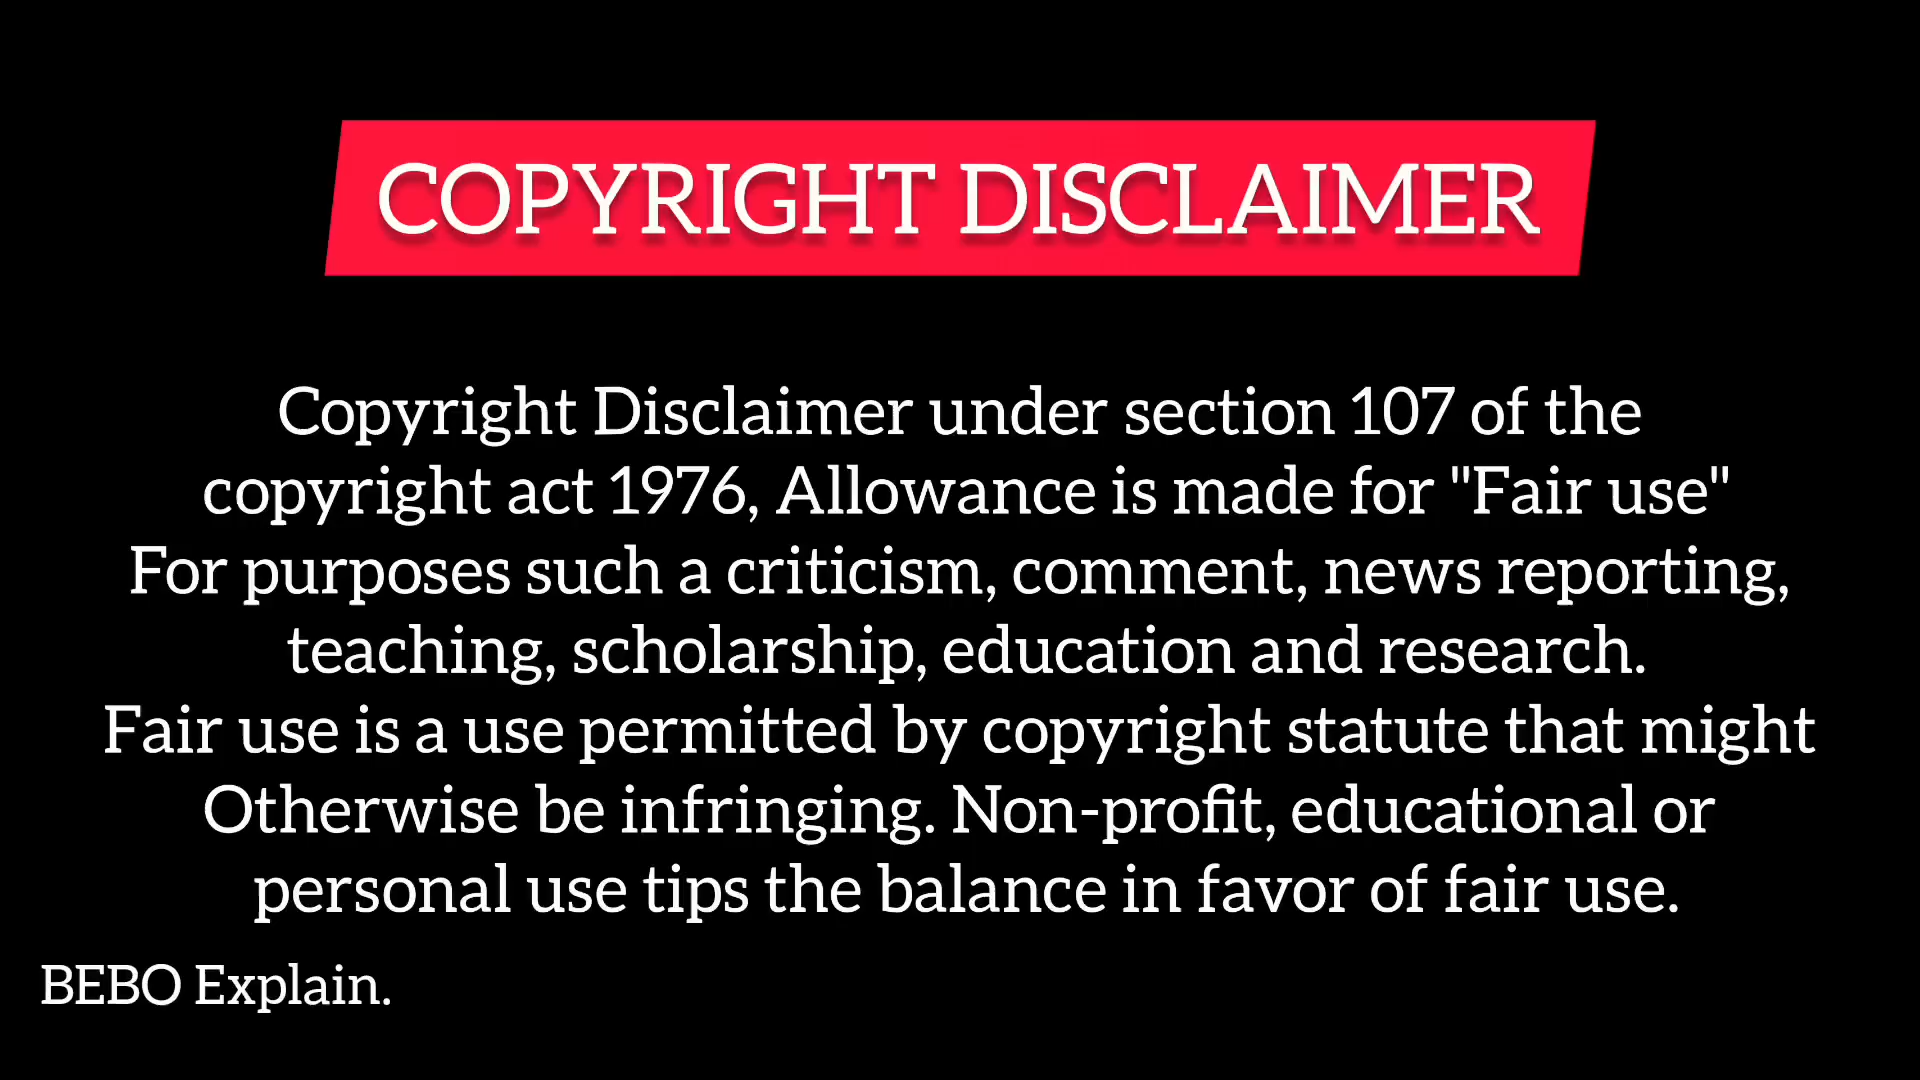 COPYRIGHT DISCLAIMER
Copyright Disclaimer under section 107 of the
copyright act 1976, Allowance is made for "Fair use"
For purposes such a criticism, comment, news reporting,
teaching, scholarship, education and research.
Fair use is a use permitted by copyright statute that might
Otherwise be infringing. Non-profit, educational or
personal use tips the balance in favor of fair use.
BEBO Explain.